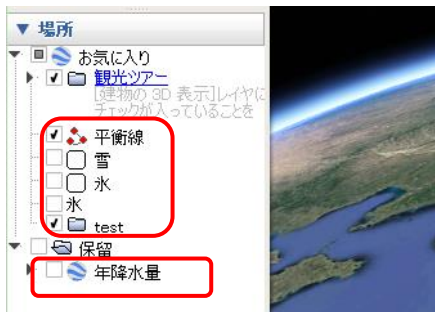 場所
お気に入り
観光ツアー
[建物の 3D 表示]レイヤに
チェックが入っていることを
平衡線
雪
氷
氷
test
保留
年降水量